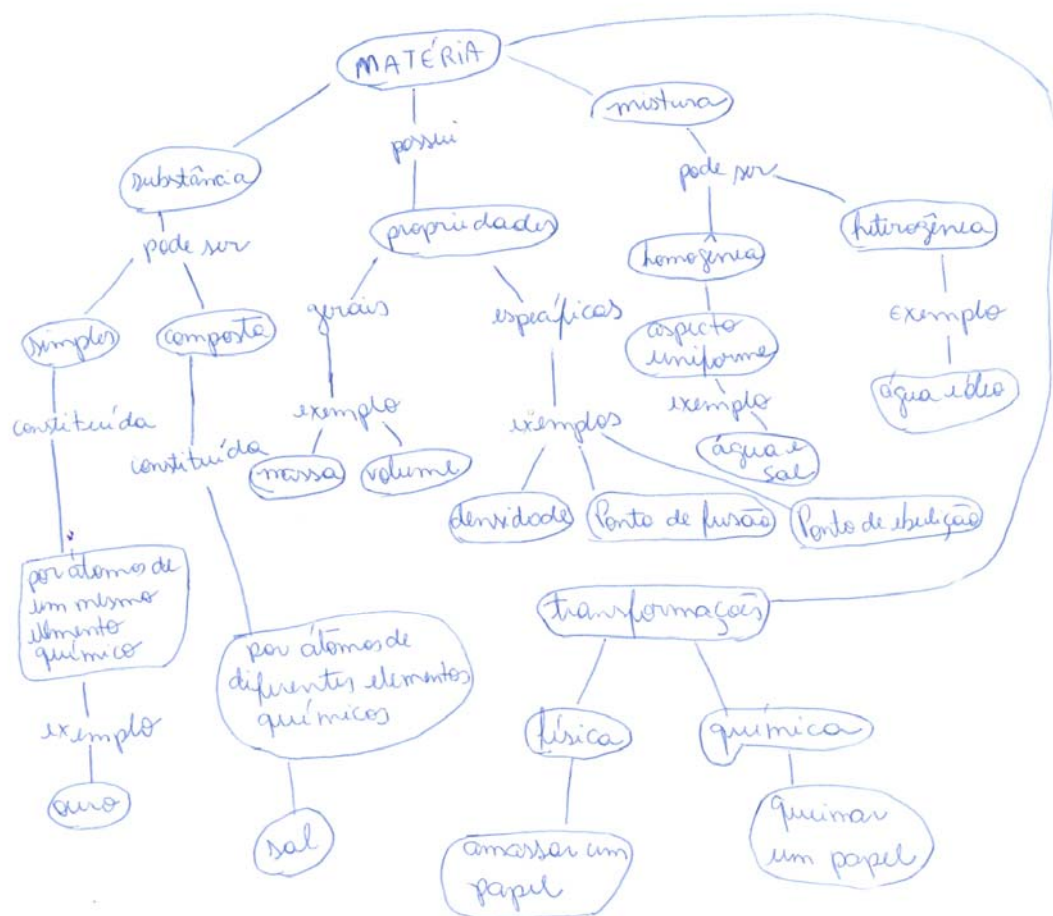 MATÉRIA
substância
pode ser
simples
constituída
por átomos de
um mesmo
elemento
químico
exemplo
ouro
composta
constituída
por átomos de
diferentes elementos
químicos
sal
possui
propriedades
gerais
exemplo
massa
volume
específicas
exemplos
densidade
Ponto de fusão
Ponto de ebulição
mistura
pode ser
homogênea
aspecto
uniforme
exemplo
água e
sal
heterogênea
exemplo
água e óleo
transformações
física
amassar um
papel
química
queimar
um papel